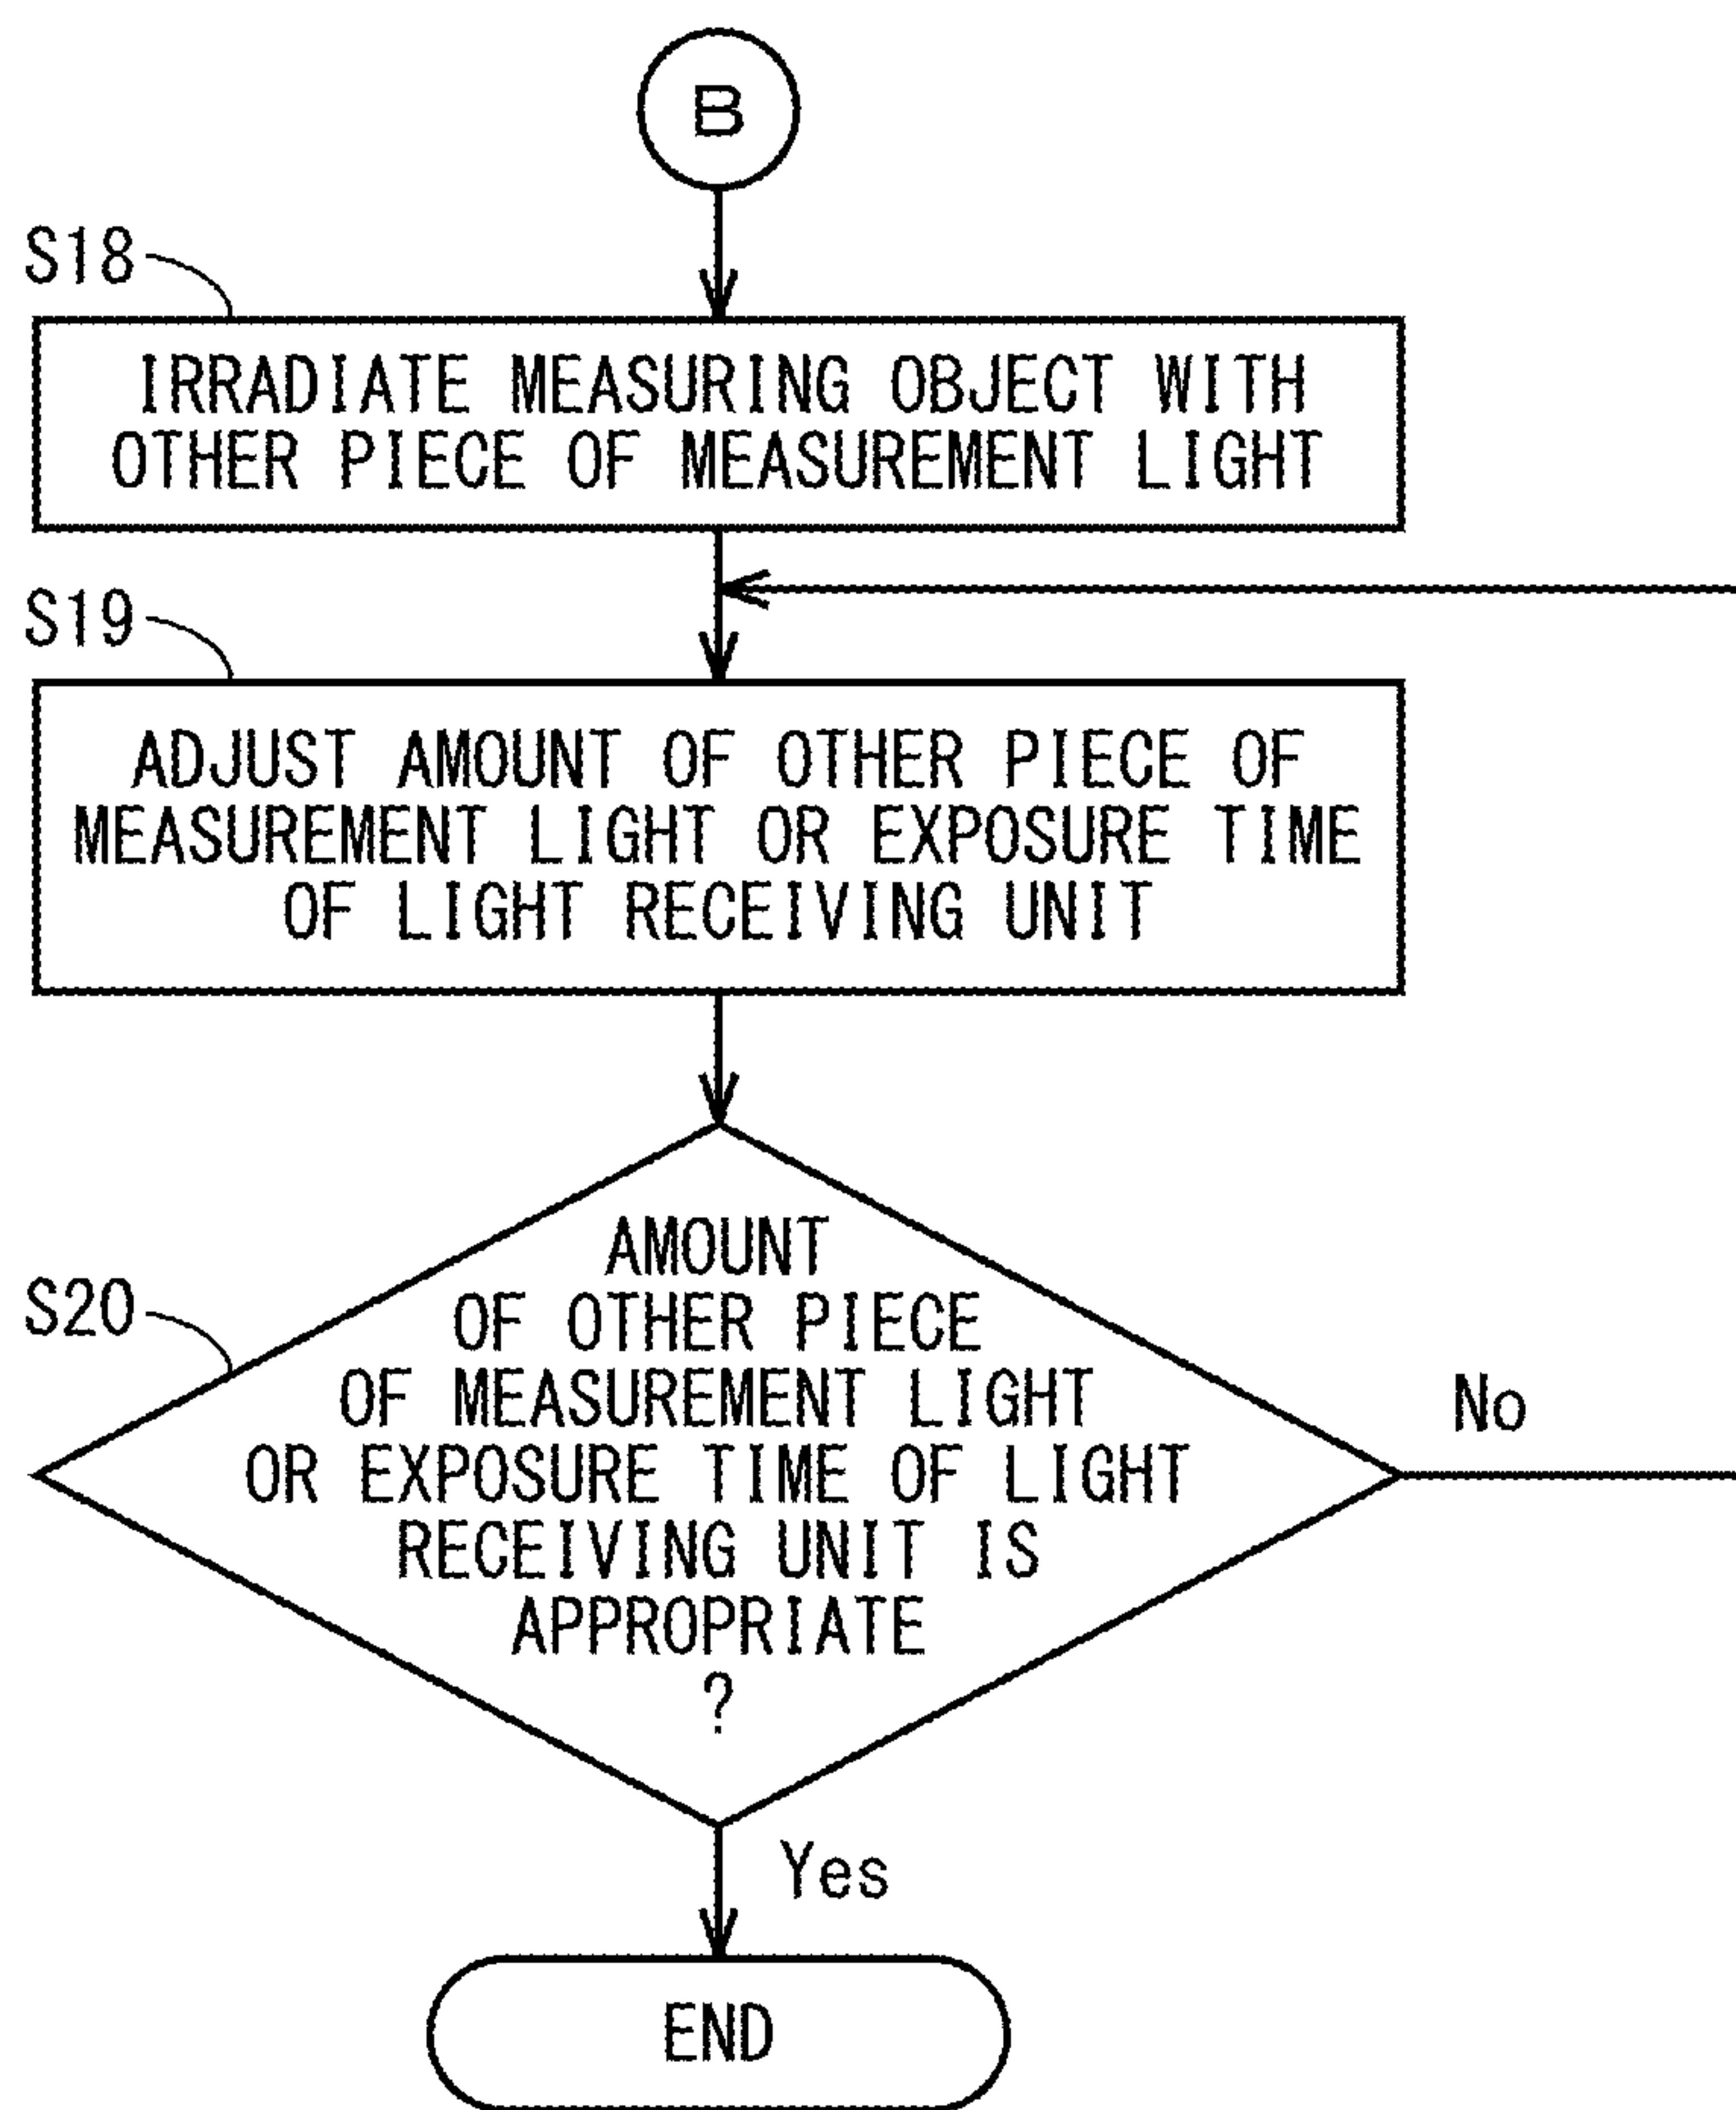 B
S18
IRRADIATE MEASURING OBJECT WITH
OTHER PIECE OF MEASUREMENT LIGHT
S19
ADJUST AMOUNT OF OTHER PIECE OF
MEASUREMENT LIGHT OR EXPOSURE TIME
OF LIGHT RECEIVING UNIT
S20
AMOUNT
OF OTHER PIECE
OF MEASUREMENT LIGHT
OR EXPOSURE TIME OF LIGHT
RECEIVING UNIT IS
APPROPRIATE
?
No
Yes
END